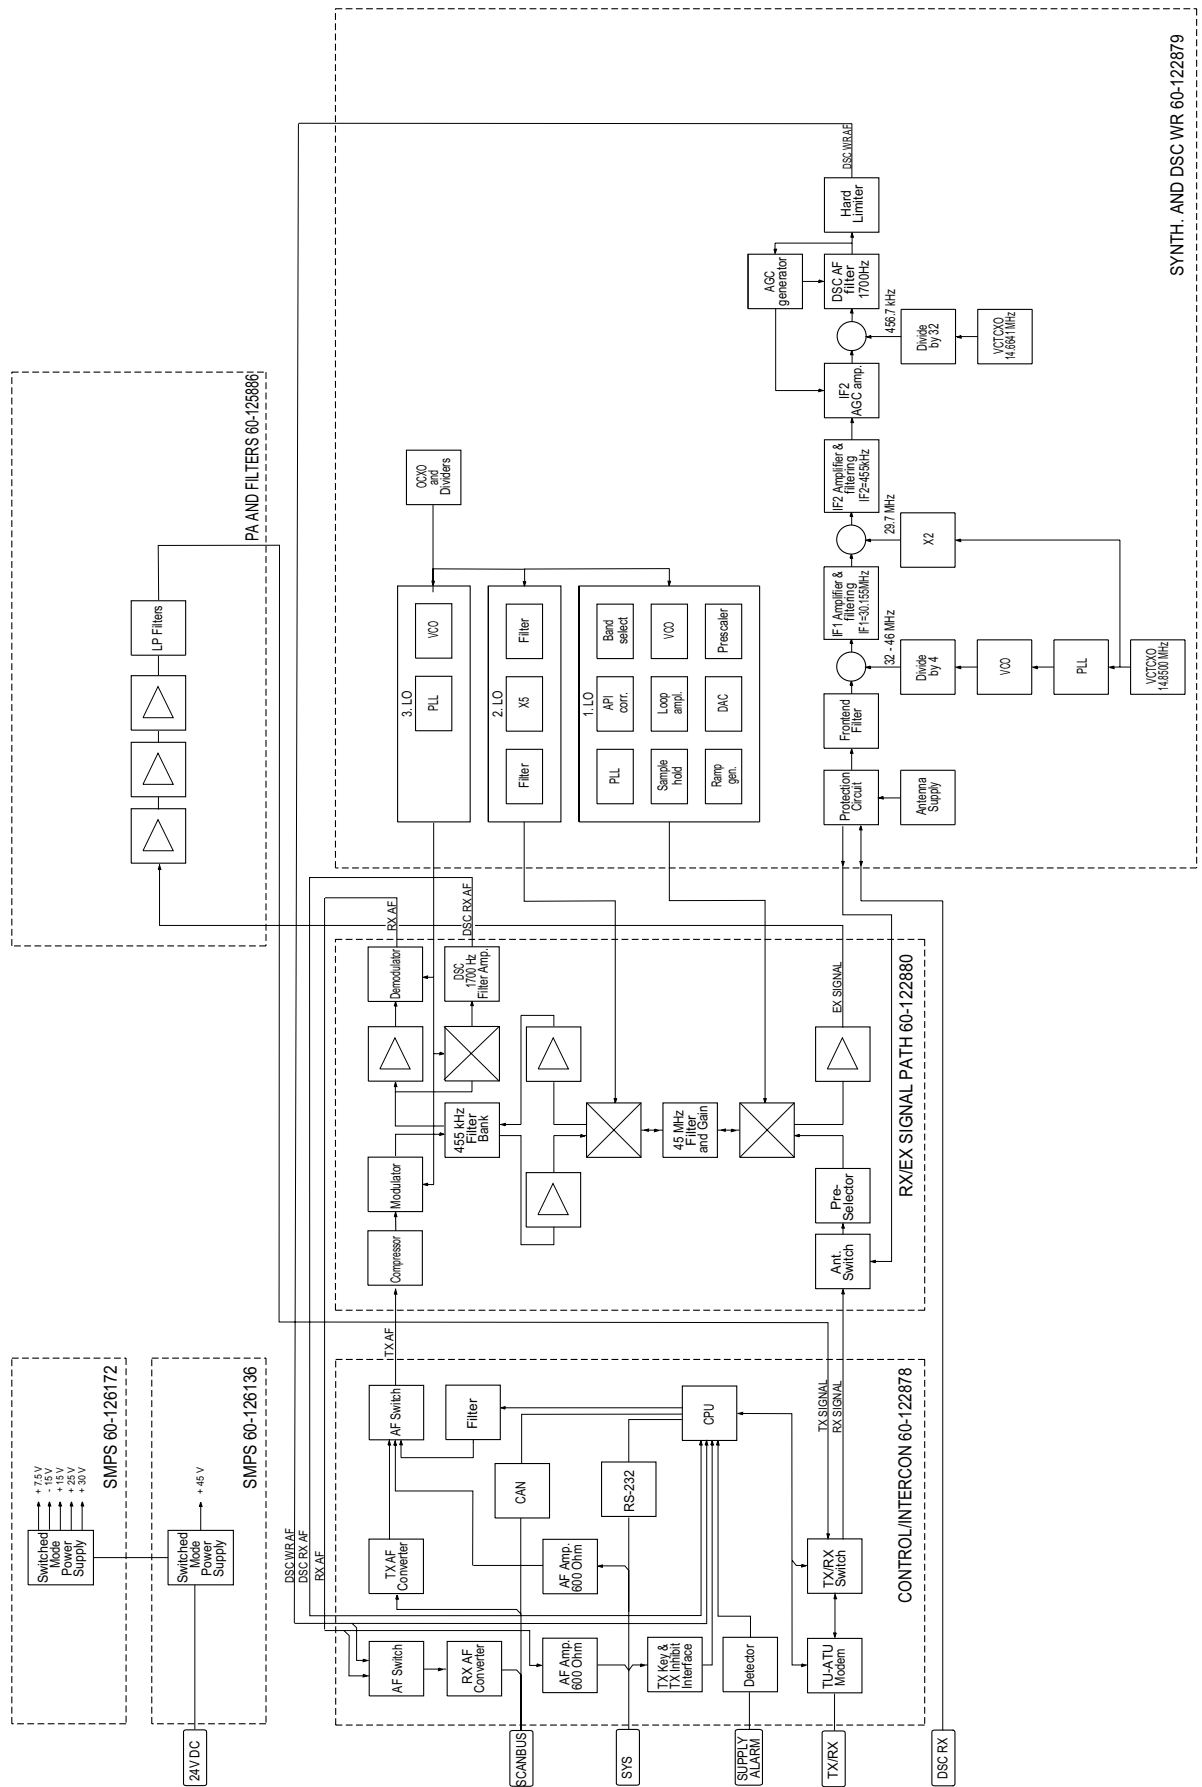 SMPS 60-126172
Switched
Mode
Power
Supply
+ 7.5 V
- 15 V
+ 15 V
+ 25 V
+ 30 V
SMPS 60-126136
Switched
Mode
Power
Supply
+ 45 V
24V DC
PA AND FILTERS 60-125886
LP Filters
CONTROL/INTERCON 60-122878
DSC WR AF
DSC RX AF
RX AF
AF Switch
RX AF
Converter
TX AF
Converter
AF Switch
TX AF
Filter
CAN
AF Amp.
600 Ohm
AF Amp.
600 Ohm
RS-232
CPU
TX Key &
TX Inhibit
Interface
Detector
TU-ATU
Modem
TX/RX
Switch
TX SIGNAL
RX SIGNAL
SCANBUS
SYS
SUPPLY
ALARM
TX/RX
DSC RX
RX/EX SIGNAL PATH 60-122880
Compressor
Modulator
455 kHz
Filter
Bank
Demodulator
DSC
1700 Hz
Filter Amp.
RX AF
DSC RX AF
45 MHz
Filter
and Gain
Ant.
Switch
Pre-
Selector
EX SIGNAL
SYNTH. AND DSC WR 60-122879
3. LO
PLL
VCO
OCXO
and
Dividers
2. LO
Filter
X5
Filter
1. LO
PLL
API
corr.
Band
select
Sample
hold
Loop
ampl.
VCO
Ramp
gen.
DAC
Prescaler
Protection
Circuit
Antenna
Supply
Frontend
Filter
32 - 46 MHz
Divide
by 4
VCO
PLL
VCTCXO
14.8500 MHz
IF1 Amplifier &
filtering
IF1=30.155MHz
29.7 MHz
X2
IF2 Amplifier &
filtering
IF2=455kHz
IF2
AGC amp.
456.7 kHz
Divide
by 32
VCTCXO
14.6641 MHz
AGC
generator
DSC AF
filter
1700Hz
Hard
Limiter
DSC WR AF